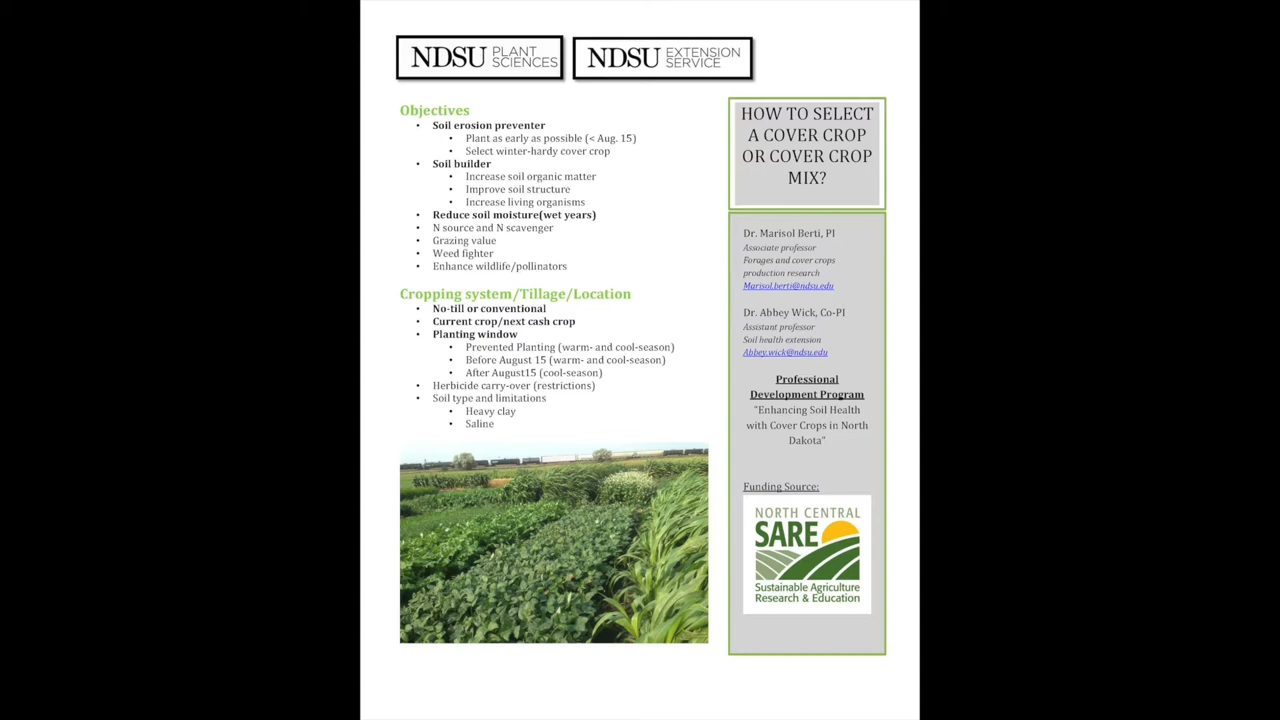 NDSU PLANT SCIENCES
NDSU EXTENSION SERVICE
Objectives
• Soil erosion preventer
• Plant as early as possible (< Aug. 15)
• Select winter-hardy cover crop
• Soil builder
• Increase soil organic matter
• Improve soil structure
• Increase living organisms
• Reduce soil moisture(wet years)
• N source and N scavenger
• Grazing value
• Weed fighter
• Enhance wildlife/pollinators
Cropping system/Tillage/Location
• No-till or conventional
• Current crop/next cash crop
• Planting window
• Prevented Planting (warm- and cool-season)
• Before August 15 (warm- and cool-season)
• After August15 (cool-season)
• Herbicide carry-over (restrictions)
• Soil type and limitations
• Heavy clay
• Saline
HOW TO SELECT
A COVER CROP
OR COVER CROP
MIX?
Dr. Marisol Berti, PI
Associate professor
Forages and cover crops
production research
Marisol.berti@ndsu.edu
Dr. Abbey Wick, Co-PI
Assistant professor
Soil health extension
Abbey.wick@ndsu.edu
Professional
Development Program
"Enhancing Soil Health
with Cover Crops in North
Dakota"
Funding Source:
NORTH CENTRAL
SARE
Sustainable Agriculture
Research & Education